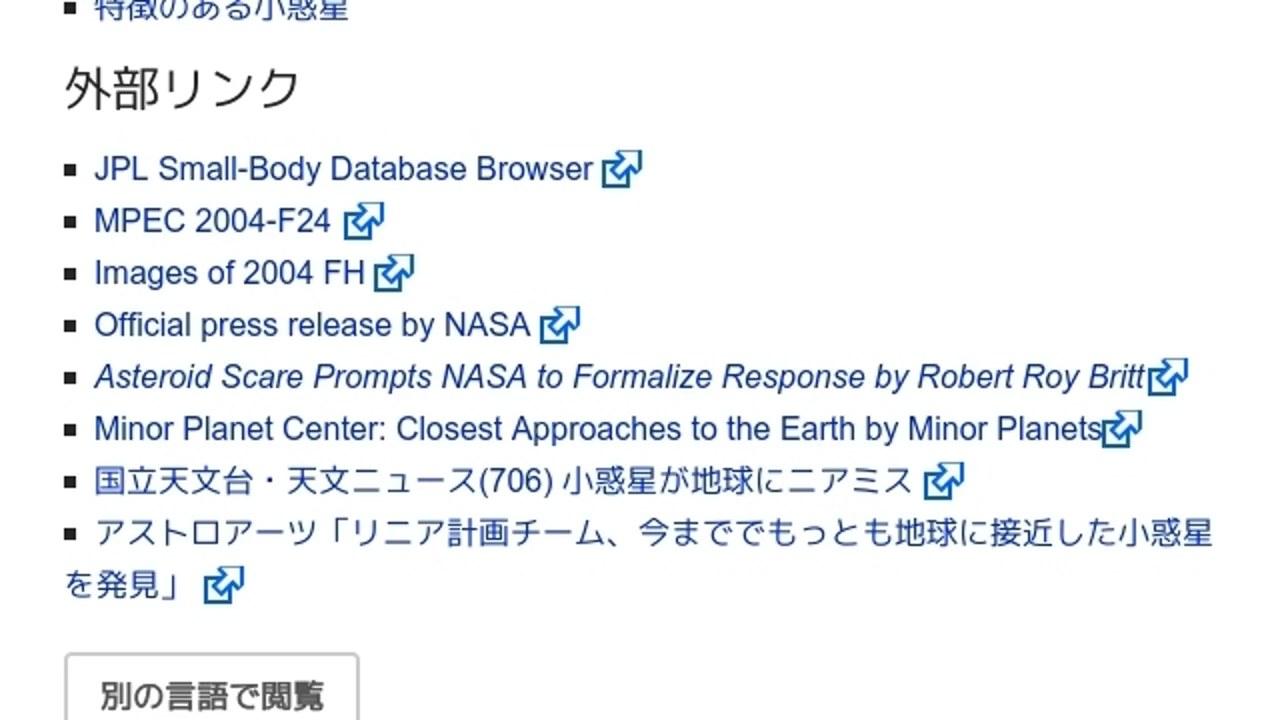 特徴のある小惑星
外部リンク
JPL Small-Body Database Browser
MPEC 2004-F24
Images of 2004 FH
Official press release by NASA
Asteroid Scare Prompts NASA to Formalize Response by Robert Roy Britt
Minor Planet Center: Closest Approaches to the Earth by Minor Planets
国立天文台・天文ニュース(706) 小惑星が地球にニアミス
アストロアーツ「リニア計画チーム、今まででもっとも地球に接近した小惑星
を発見」
別の言語で閲覧